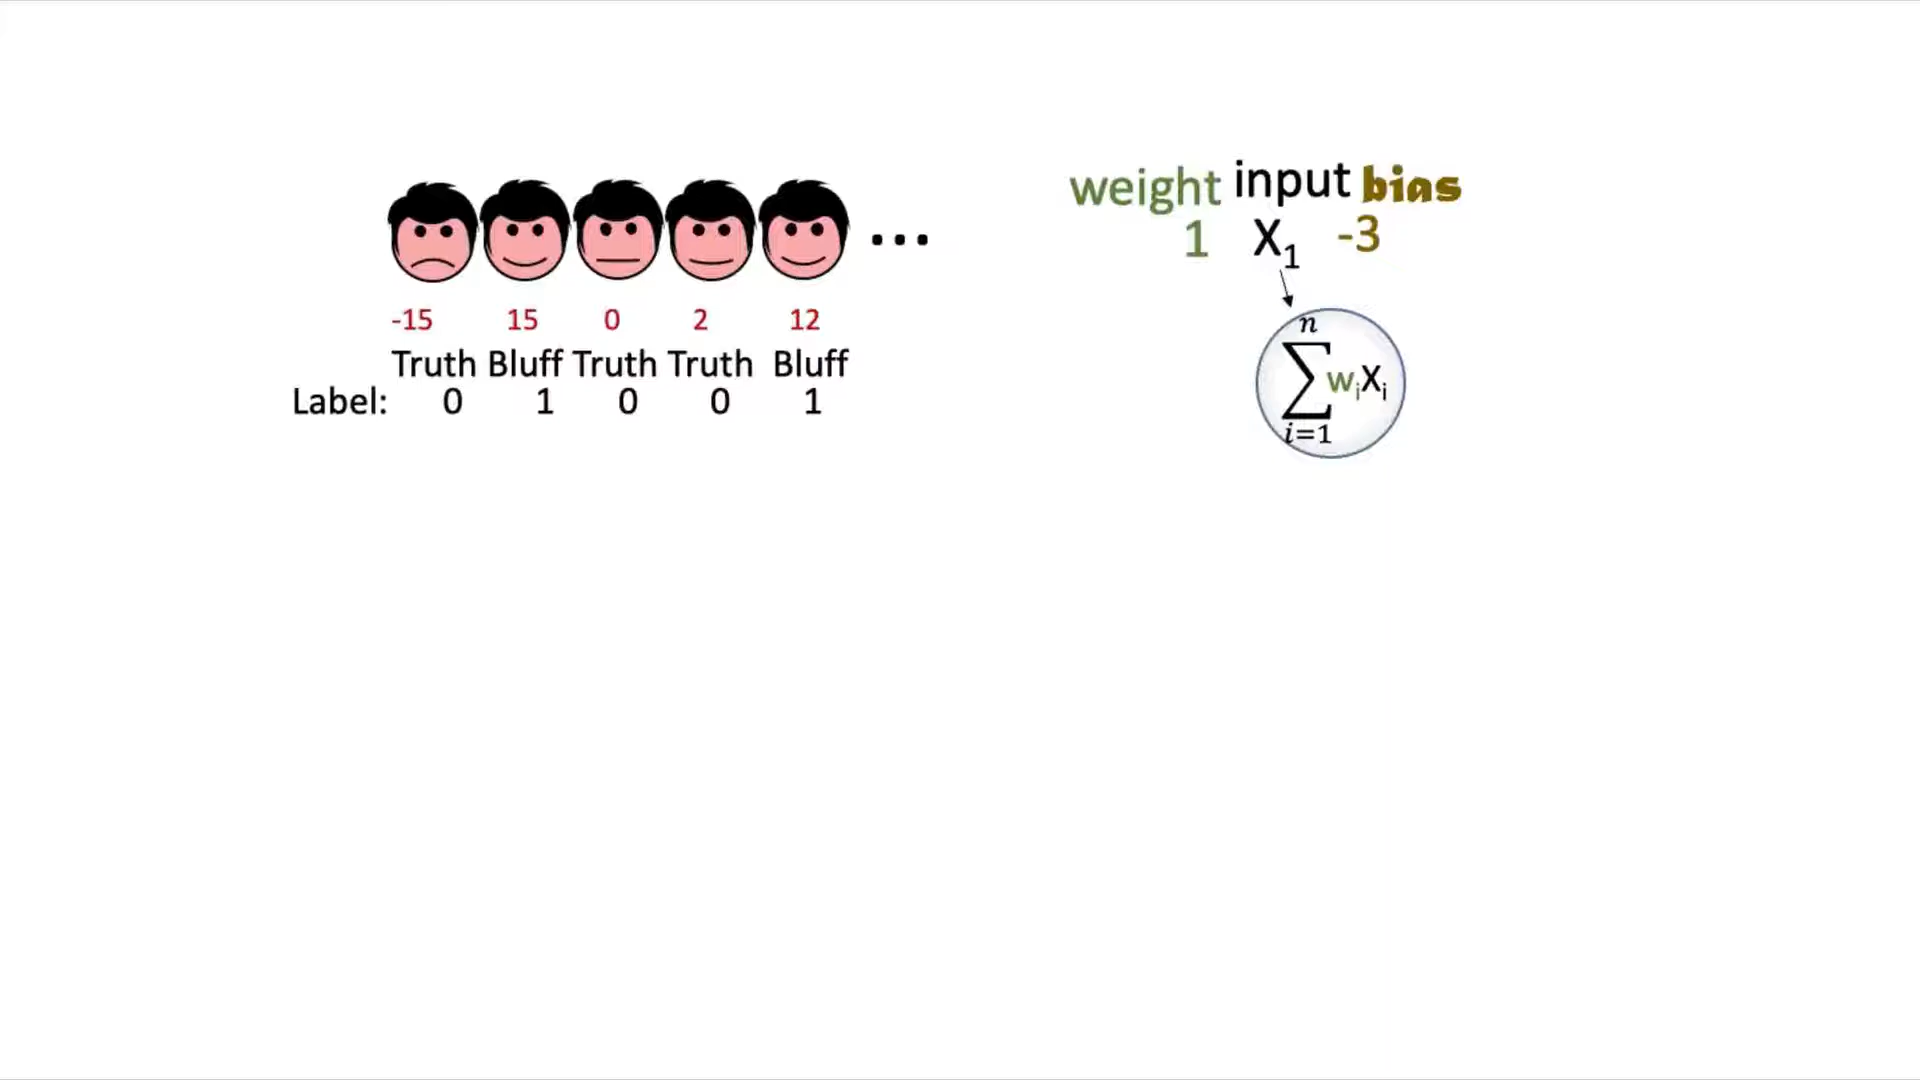 -15 15 0 2 12
Truth Bluff Truth Truth Bluff
Label: 0 1 0 0 1
...
weight input bias
1 X₁ -3
n
∑ wᵢXᵢ
i=1